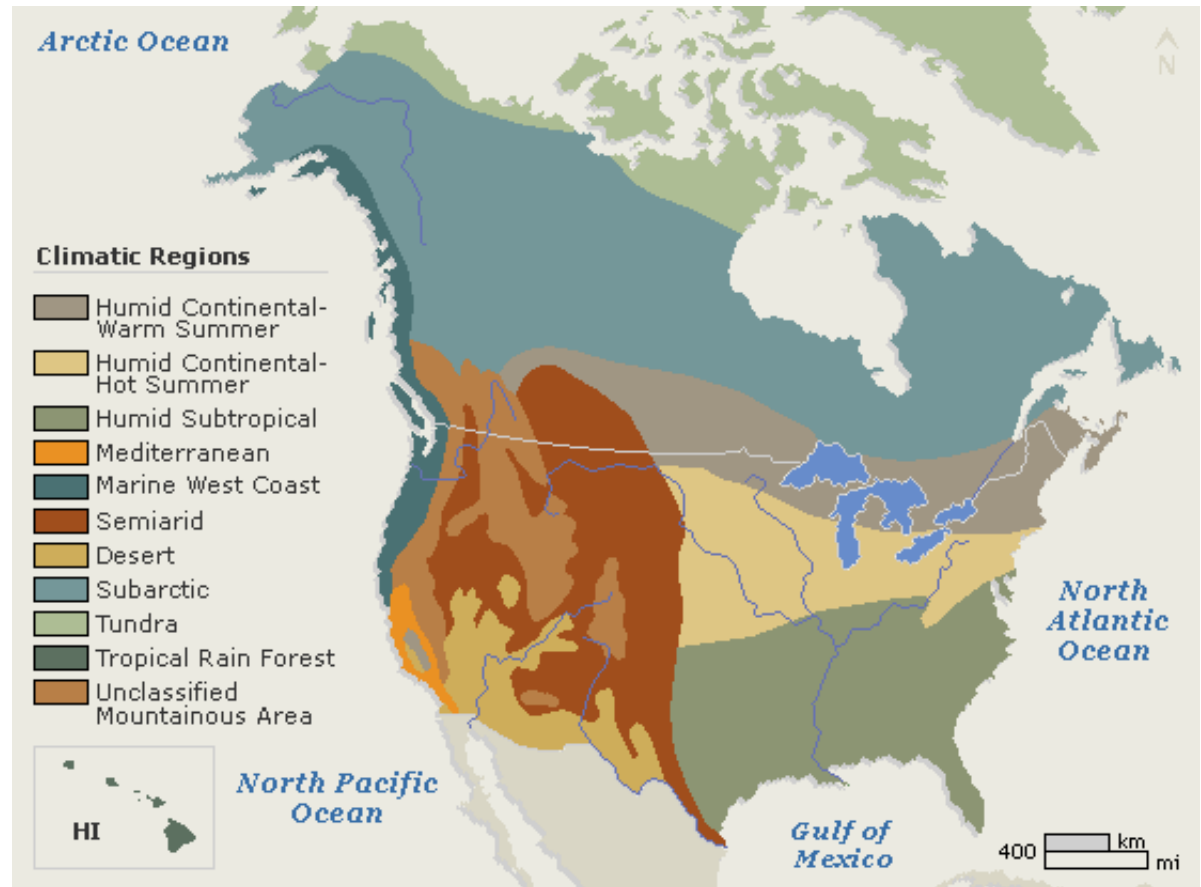 Arctic Ocean
N
Climatic Regions
Humid Continental-
Warm Summer
Humid Continental-
Hot Summer
Humid Subtropical
Mediterranean
Marine West Coast
Semiarid
Desert
Subarctic
Tundra
Tropical Rain Forest
Unclassified
Mountainous Area
HI
North Pacific
Ocean
Gulf of
Mexico
North
Atlantic
Ocean
400
km
mi